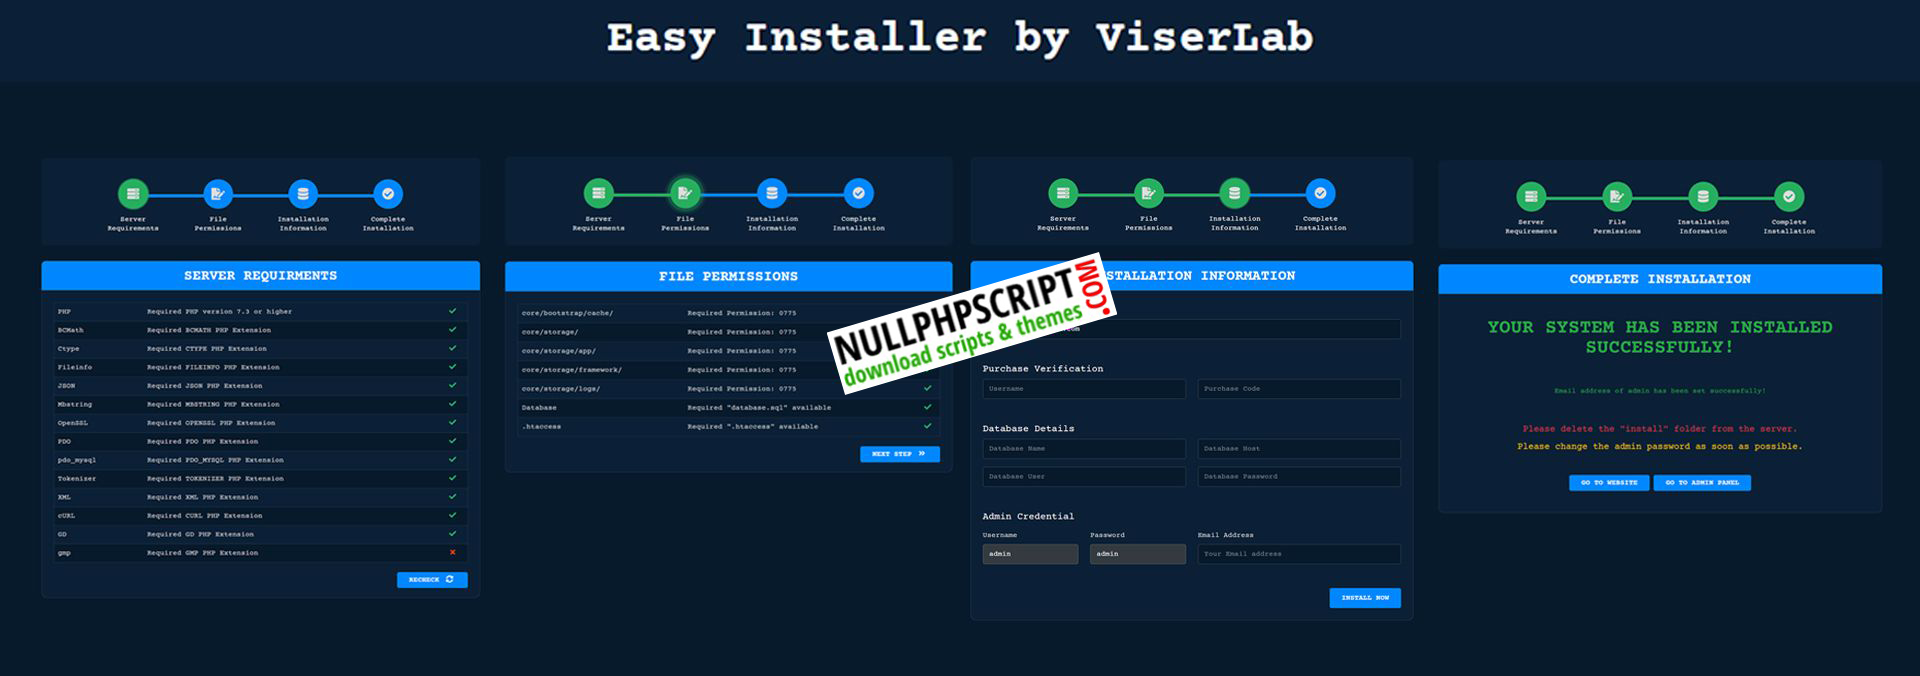 Easy Installer by ViserLab
Server
Requirements
File
Permissions
Installation
Information
Complete
Installation
SERVER REQUIRMENTS
PHP Required PHP version 7.3 or higher
BCMath Required BCMATH PHP Extension
Ctype Required CTYPE PHP Extension
Fileinfo Required FILEINFO PHP Extension
JSON Required JSON PHP Extension
Mbstring Required MBSTRING PHP Extension
OpenSSL Required OPENSSL PHP Extension
PDO Required PDO PHP Extension
pdo_mysql Required PDO_MYSQL PHP Extension
Tokenizer Required TOKENIZER PHP Extension
XML Required XML PHP Extension
cURL Required CURL PHP Extension
GD Required GD PHP Extension
gmp Required GMP PHP Extension
RECHECK
Server
Requirements
File
Permissions
Installation
Information
Complete
Installation
FILE PERMISSIONS
core/bootstrap/cache/ Required Permission: 0775
core/storage/ Required Permission: 0775
core/storage/app/ Required Permission: 0775
core/storage/framework/ Required Permission: 0775
core/storage/logs/ Required Permission: 0775
Database Required "database.sql" available
.htaccess Required ".htaccess" available
NEXT STEP
NULLPHPSCRIPT.COM
download scripts & themes
Server
Requirements
File
Permissions
Installation
Information
Complete
Installation
STALLATION INFORMATION
com
Purchase Verification
Username Purchase Code
Database Details
Database Name Database Host
Database User Database Password
Admin Credential
Username Password Email Address
admin admin Your Email address
INSTALL NOW
Server
Requirements
File
Permissions
Installation
Information
Complete
Installation
COMPLETE INSTALLATION
YOUR SYSTEM HAS BEEN INSTALLED
SUCCESSFULLY!
Email address of admin has been set successfully!
Please delete the "install" folder from the server.
Please change the admin password as soon as possible.
GO TO WEBSITE GO TO ADMIN PANEL